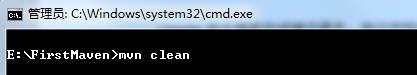 管理员: C:\Windows\system32\cmd.exe
E:\FirstMaven>mvn clean